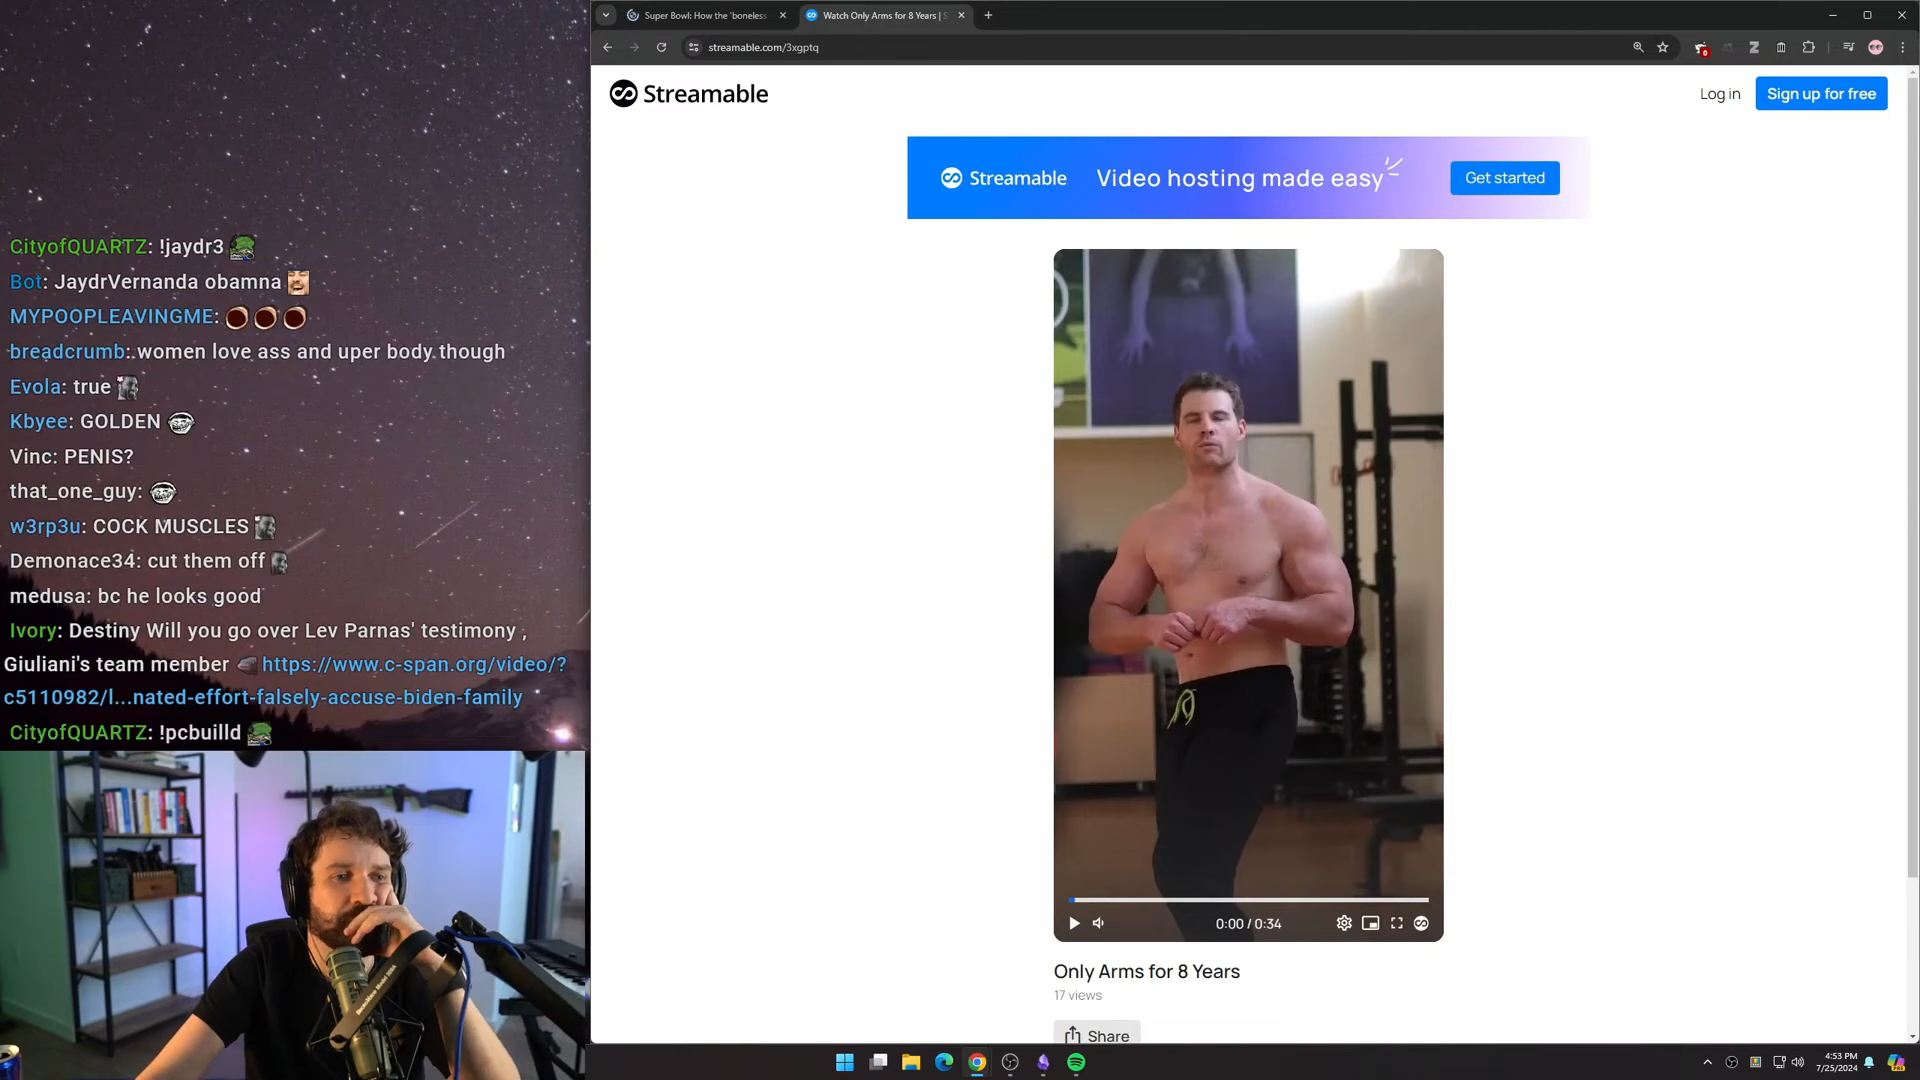 Super Bowl: How the 'boneless
Watch Only Arms for 8 Years | S
streamable.com/3xgptq
Streamable
Log in
Sign up for free
Streamable
Video hosting made easy
Get started
CityofQUARTZ: !jaydr3
Bot: JaydrVernanda obamna
MYPOOPLEAVINGME:
breadcrumb: women love ass and uper body though
Evola: true
Kbyee: GOLDEN
Vinc: PENIS?
that_one_guy:
w3rp3u: COCK MUSCLES
Demonace34: cut them off
medusa: bc he looks good
Ivory: Destiny Will you go over Lev Parnas' testimony ,
Giuliani's team member https://www.c-span.org/video/?
c5110982/l...nated-effort-falsely-accuse-biden-family
CityofQUARTZ: !pcbuilld
0:00 / 0:34
Only Arms for 8 Years
17 views
Share
4:53 PM
7/25/2024